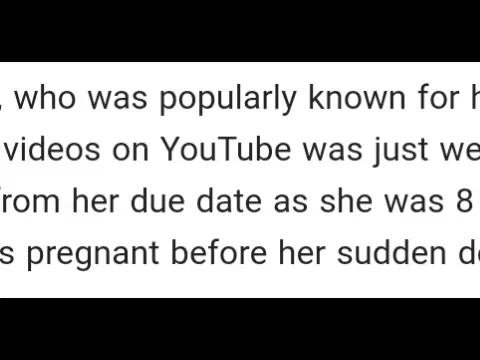 , who was popularly known for h
videos on YouTube was just we
from her due date as she was 8
s pregnant before her sudden de